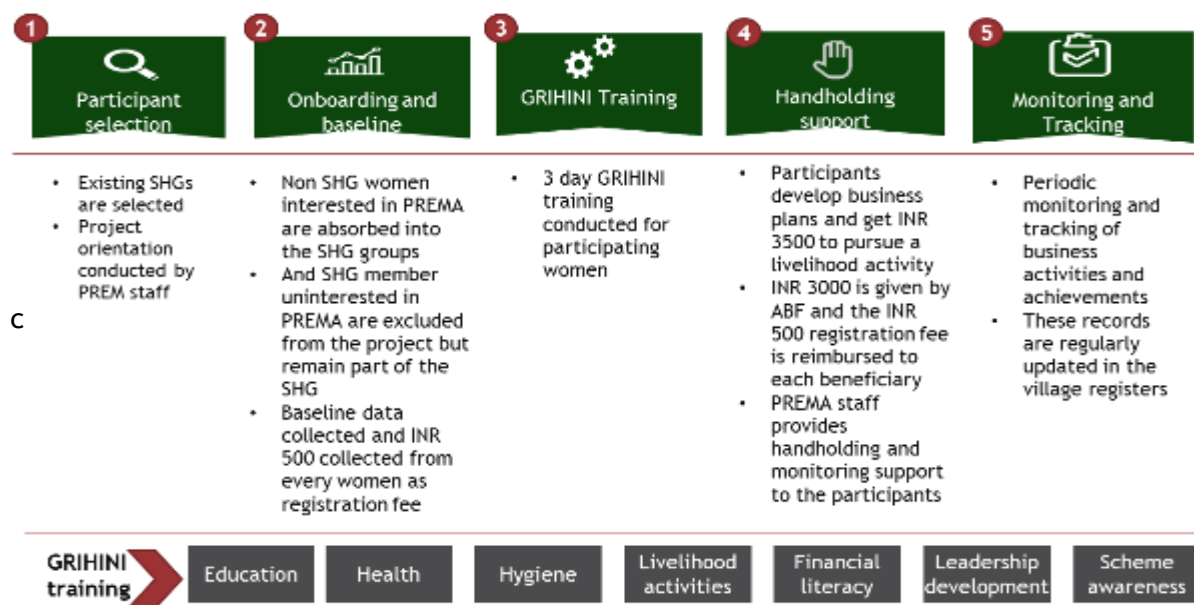 1
Participant
selection
2
Onboarding and
baseline
3
GRIHINI Training
4
Handholding
support
5
Monitoring and
Tracking
• Existing SHGs
are selected
• Project
orientation
conducted by
PREM staff
• Non SHG women
interested in PREMA
are absorbed into
the SHG groups
• And SHG member
uninterested in
PREMA are excluded
from the project but
remain part of the
SHG
• Baseline data
collected and INR
500 collected from
every women as
registration fee
• 3 day GRIHINI
training
conducted for
participating
women
• Participants
develop business
plans and get INR
3500 to pursue a
livelihood activity
• INR 3000 is given by
ABF and the INR
500 registration fee
is reimbursed to
each beneficiary
• PREMA staff
provides
handholding and
monitoring support
to the participants
• Periodic
monitoring and
tracking of
business
activities and
achievements
• These records
are regularly
updated in the
village registers
c
GRIHINI
training
Education
Health
Hygiene
Livelihood
activities
Financial
literacy
Leadership
development
Scheme
awareness